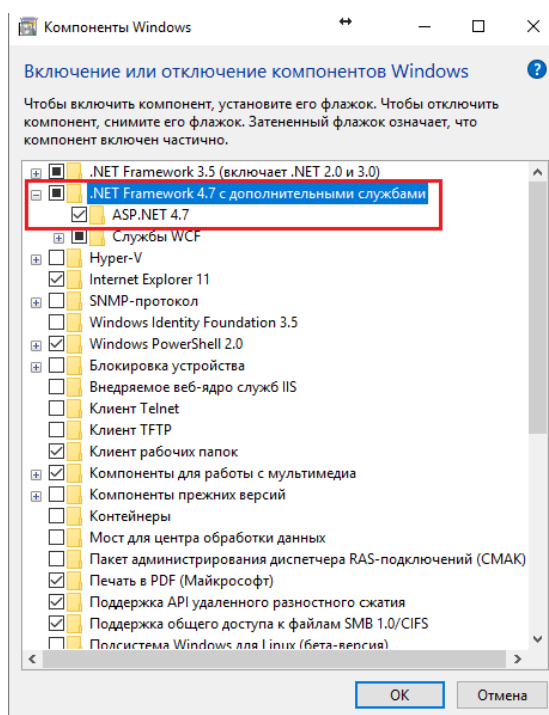 Компоненты Windows
Включение или отключение компонентов Windows
Чтобы включить компонент, установите его флажок. Чтобы отключить
компонент, снимите его флажок. Затененный флажок означает, что
компонент включен частично.
.NET Framework 3.5 (включает .NET 2.0 и 3.0)
.NET Framework 4.7 с дополнительными службами
ASP.NET 4.7
Службы WCF
Hyper-V
Internet Explorer 11
SNMP-протокол
Windows Identity Foundation 3.5
Windows PowerShell 2.0
Блокировка устройства
Внедряемое веб-ядро служб IIS
Клиент Telnet
Клиент TFTP
Клиент рабочих папок
Компоненты для работы с мультимедиа
Компоненты прежних версий
Контейнеры
Мост для центра обработки данных
Пакет администрирования диспетчера RAS-подключений (CMAK)
Печать в PDF (Майкрософт)
Поддержка API удаленного разностного сжатия
Поддержка общего доступа к файлам SMB 1.0/CIFS
Подсистема Windows для Linux (бета-версия)
OK
Отмена